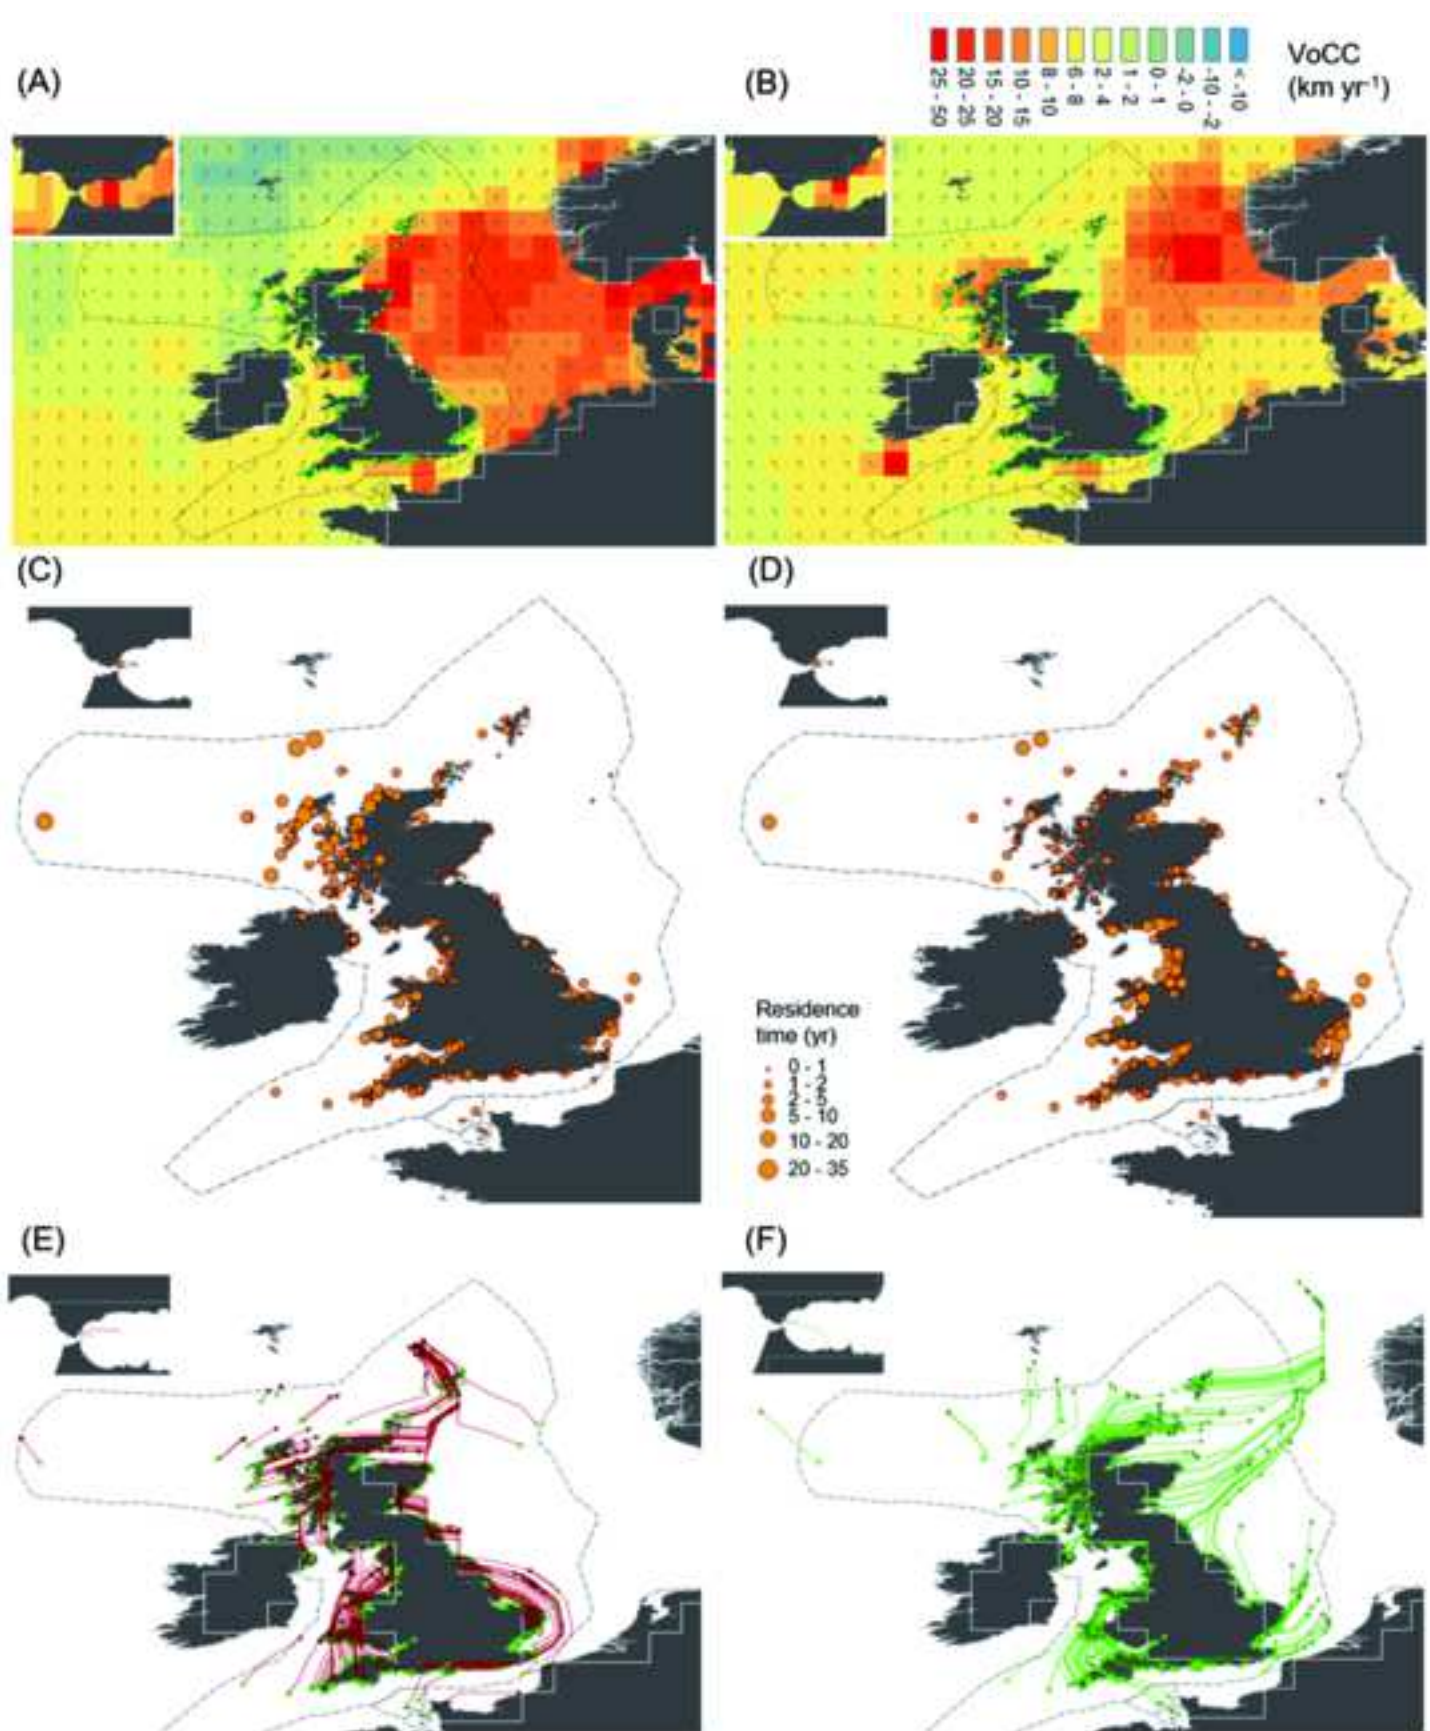 (A)
(B)
25 - 50
20 - 25
15 - 20
10 - 15
8 - 10
6 - 8
2 - 4
1 - 2
0 - 1
-2 - 0
-10 - -2
< -10
VoCC
(km yr-1)
(C)
(D)
Residence
time (yr)
0 - 1
1 - 2
2 - 5
5 - 10
10 - 20
20 - 35
(E)
(F)